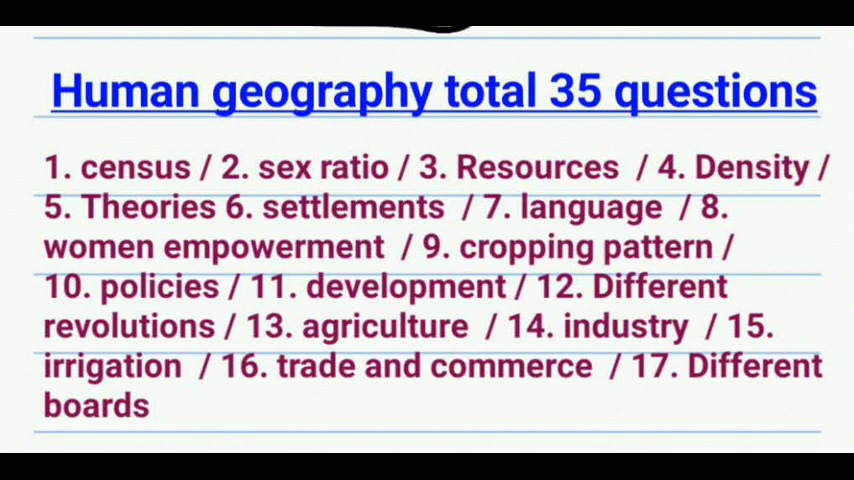 Human geography total 35 questions
1. census / 2. sex ratio / 3. Resources / 4. Density /
5. Theories 6. settlements / 7. language / 8.
women empowerment / 9. cropping pattern /
10. policies / 11. development / 12. Different
revolutions / 13. agriculture / 14. industry / 15.
irrigation / 16. trade and commerce / 17. Different
boards